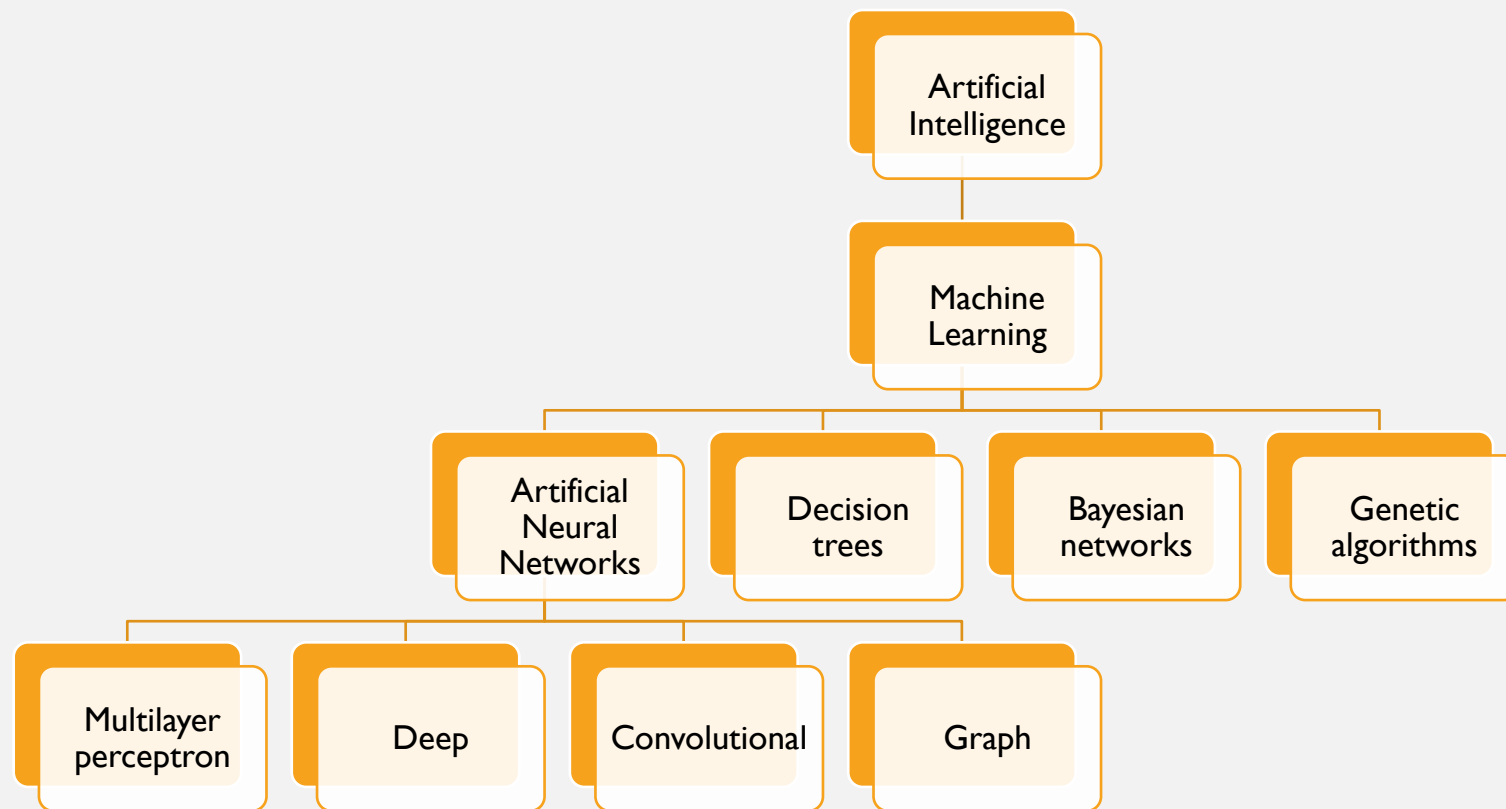 Artificial
Intelligence
Machine
Learning
Artificial
Neural
Networks
Decision
trees
Bayesian
networks
Genetic
algorithms
Multilayer
perceptron
Deep
Convolutional
Graph